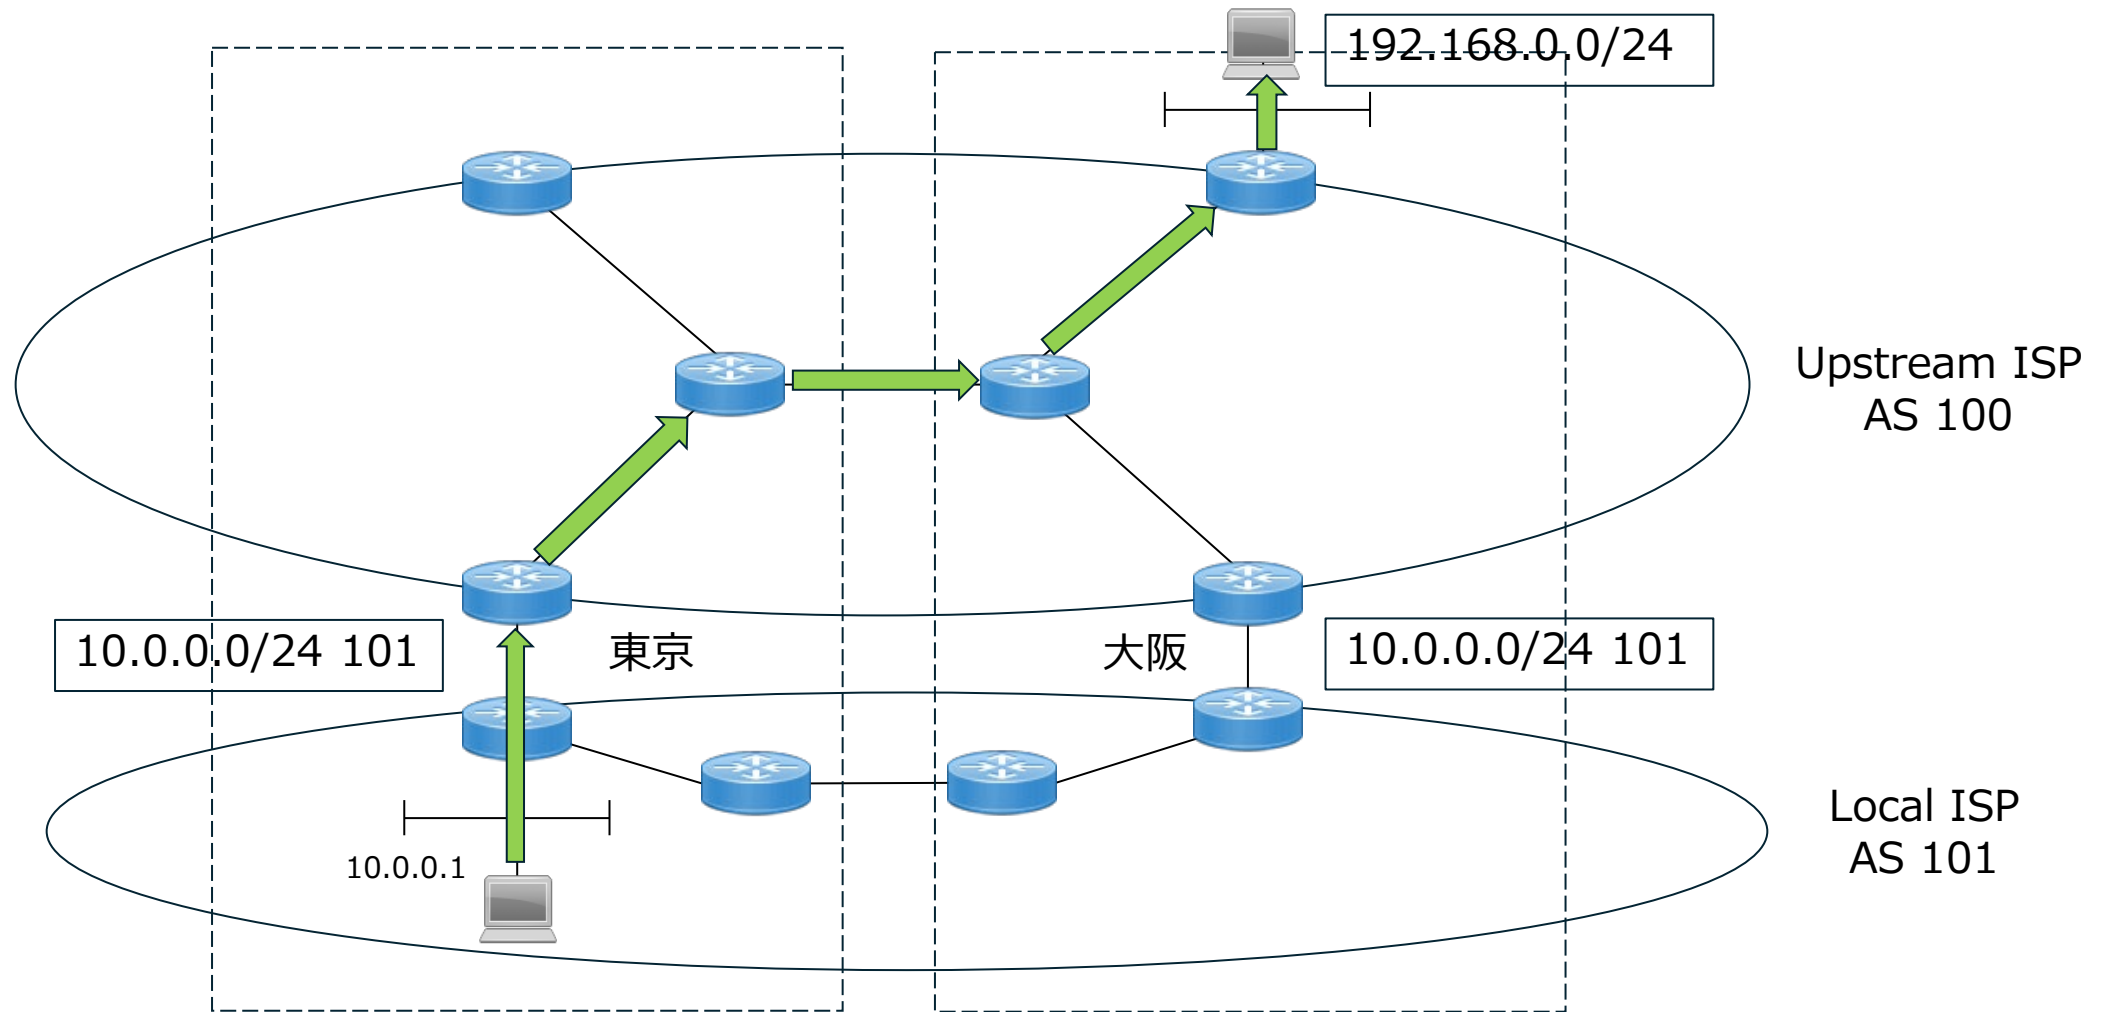 192.168.0.0/24
Upstream ISP
AS 100
10.0.0.0/24 101
東京
大阪
10.0.0.0/24 101
Local ISP
AS 101
10.0.0.1